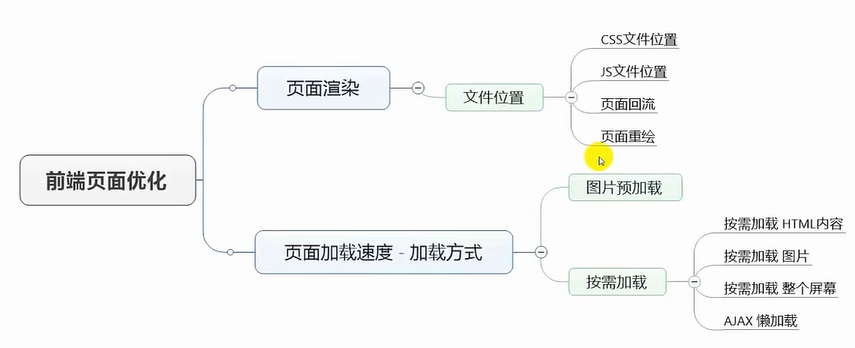 前端页面优化
页面渲染
文件位置
CSS文件位置
JS文件位置
页面回流
页面重绘
页面加载速度 - 加载方式
图片预加载
按需加载
按需加载 HTML内容
按需加载 图片
按需加载 整个屏幕
AJAX 懒加载